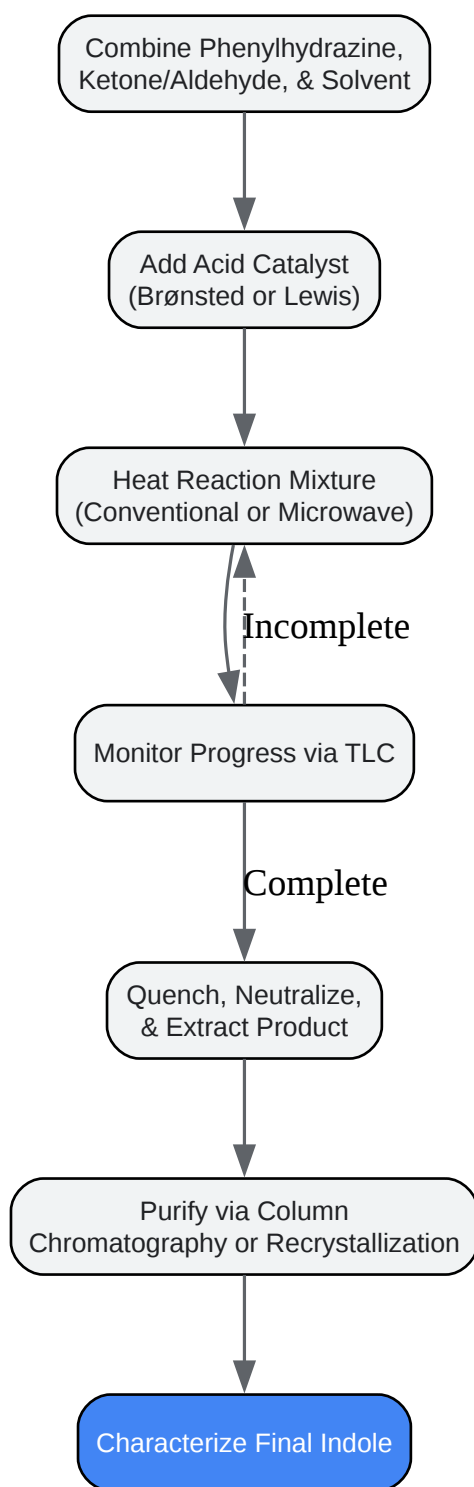 Combine Phenylhydrazine,
Ketone/Aldehyde, & Solvent
Add Acid Catalyst
(Brønsted or Lewis)
Heat Reaction Mixture
(Conventional or Microwave)
Incomplete
Monitor Progress via TLC
Complete
Quench, Neutralize,
& Extract Product
Purify via Column
Chromatography or Recrystallization
Characterize Final Indole